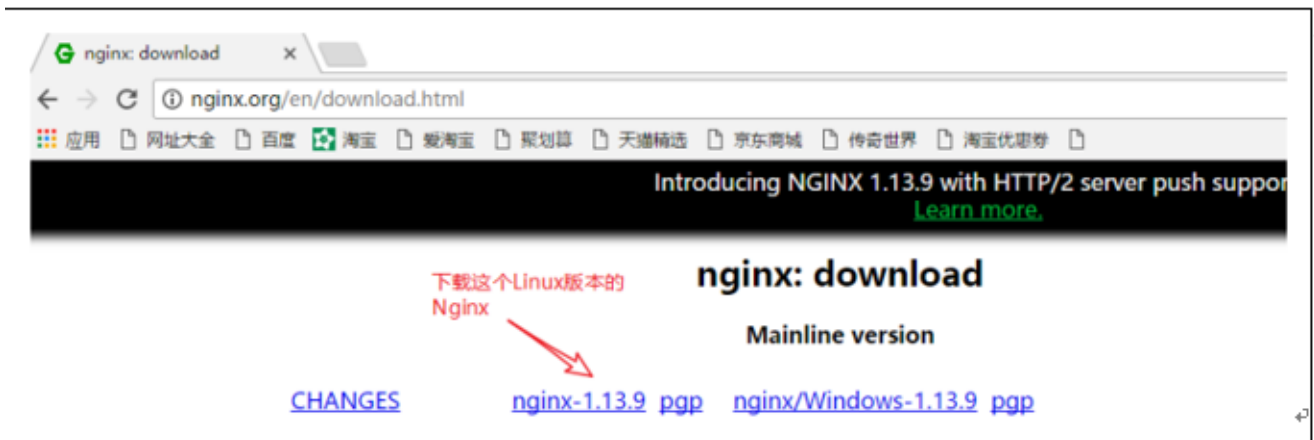 nginx: download
nginx.org/en/download.html
应用 网址大全 百度 淘宝 爱淘宝 聚划算 天猫精选 京东商城 传奇世界 淘宝优惠券
Introducing NGINX 1.13.9 with HTTP/2 server push suppor
Learn more.
下载这个Linux版本的
Nginx
nginx: download
Mainline version
CHANGES nginx-1.13.9 pgp nginx/Windows-1.13.9 pgp